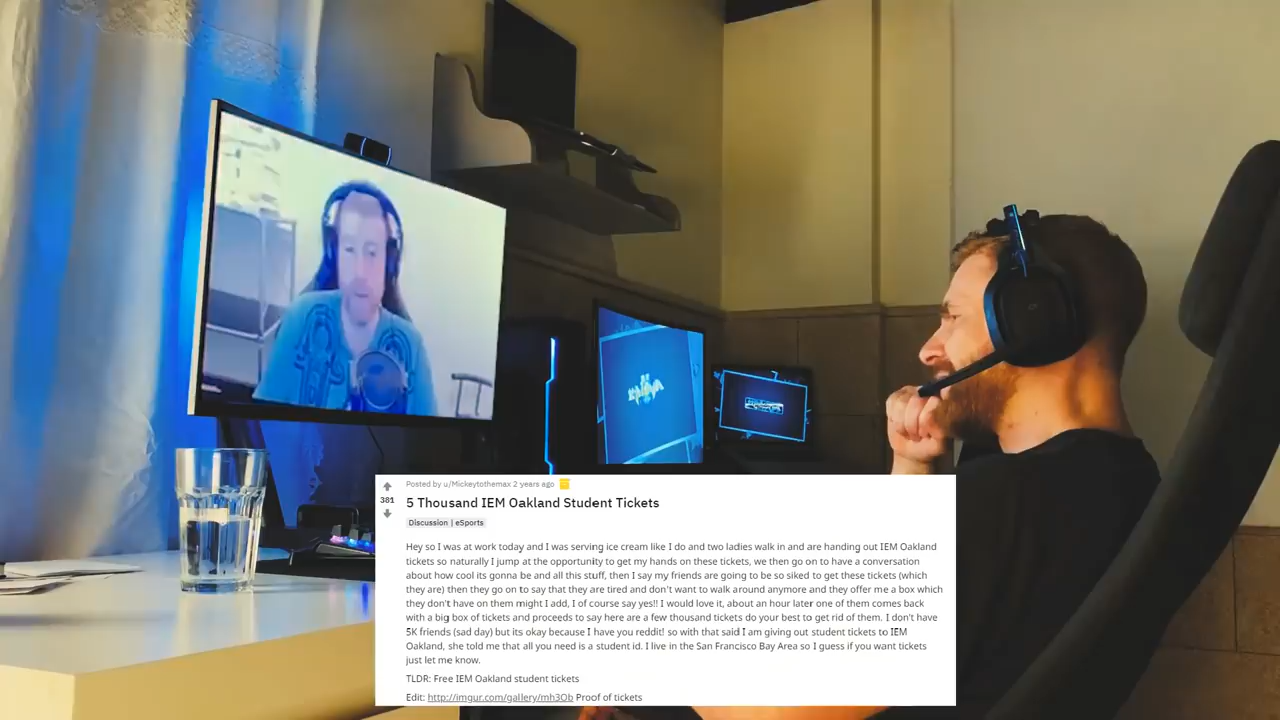 Posted by u/Mickeytothemax 2 years ago
381
5 Thousand IEM Oakland Student Tickets
Discussion | eSports
Hey so I was at work today and I was serving ice cream like I do and two ladies walk in and are handing out IEM Oakland
tickets so naturally I jump at the opportunity to get my hands on these tickets, we then go on to have a conversation
about how cool its gonna be and all this stuff, then I say my friends are going to be so siked to get these tickets (which
they are) then they go on to say that they are tired and don't want to walk around anymore and they offer me a box which
they don't have on them might I add, I of course say yes!! I would love it, about an hour later one of them comes back
with a big box of tickets and proceeds to say here are a few thousand tickets do your best to get rid of them. I don't have
5K friends (sad day) but its okay because I have you reddit! so with that said I am giving out student tickets to IEM
Oakland, she told me that all you need is a student id. I live in the San Francisco Bay Area so I guess if you want tickets
just let me know.
TLDR: Free IEM Oakland student tickets
Edit: http://imgur.com/gallery/mh3Ob Proof of tickets